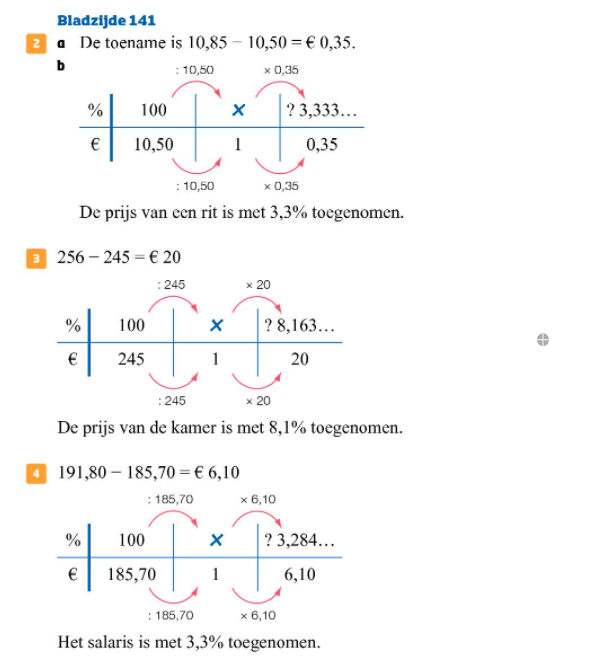 Bladzijde 141
2 a De toename is 10,85 − 10,50 = € 0,35.
b
: 10,50 × 0,35
% 100 × ? 3,333…
€ 10,50 1 0,35
: 10,50 × 0,35
De prijs van een rit is met 3,3% toegenomen.
3 256 − 245 = € 20
: 245 × 20
% 100 × ? 8,163…
€ 245 1 20
: 245 × 20
De prijs van de kamer is met 8,1% toegenomen.
4 191,80 − 185,70 = € 6,10
: 185,70 × 6,10
% 100 × ? 3,284…
€ 185,70 1 6,10
: 185,70 × 6,10
Het salaris is met 3,3% toegenomen.